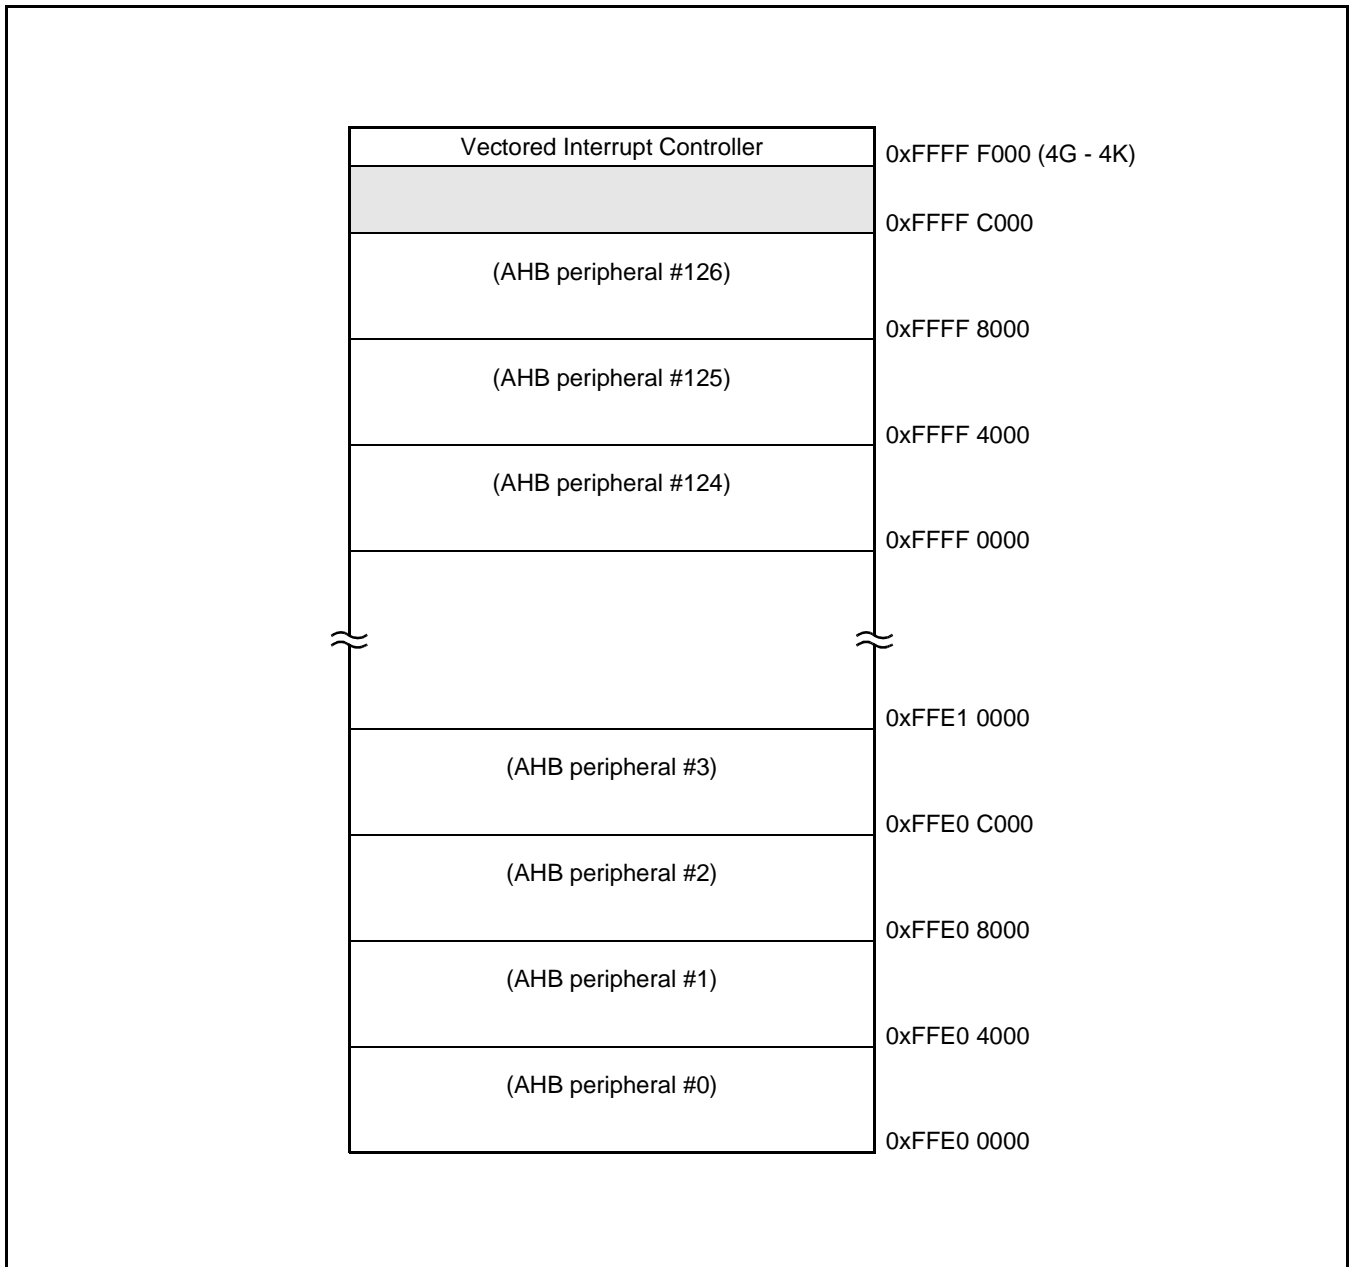 Vectored Interrupt Controller
0xFFFF F000 (4G - 4K)
0xFFFF C000
(AHB peripheral #126)
0xFFFF 8000
(AHB peripheral #125)
0xFFFF 4000
(AHB peripheral #124)
0xFFFF 0000
0xFFE1 0000
(AHB peripheral #3)
0xFFE0 C000
(AHB peripheral #2)
0xFFE0 8000
(AHB peripheral #1)
0xFFE0 4000
(AHB peripheral #0)
0xFFE0 0000